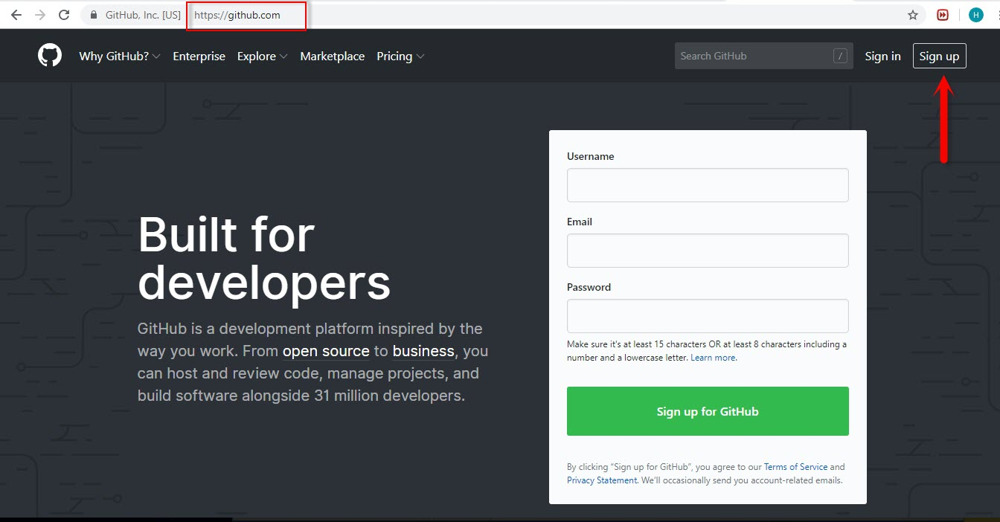 GitHub, Inc. [US] https://github.com H
Why GitHub? Enterprise Explore Marketplace Pricing Search GitHub / Sign in Sign up
Built for
developers
GitHub is a development platform inspired by the
way you work. From open source to business, you
can host and review code, manage projects, and
build software alongside 31 million developers.
Username
Email
Password
Make sure it's at least 15 characters OR at least 8 characters including a
number and a lowercase letter. Learn more.
Sign up for GitHub
By clicking “Sign up for GitHub”, you agree to our Terms of Service and
Privacy Statement. We’ll occasionally send you account-related emails.